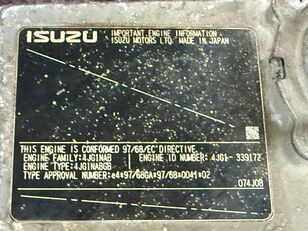 ISUZU
IMPORTANT ENGINE INFORMATION
ISUZU MOTORS LTD. MADE IN JAPAN
THIS ENGINE IS CONFORMED 97/68/EC DIRECTIVE.
ENGINE FAMILY:4JG1NAB ENGINE ID NUMBER: 4JG1- 339172
ENGINE TYPE:4JG1NABGB
TYPE APPROVAL NUMBER: e4*97/68GA*97/68*0041*02
074J08